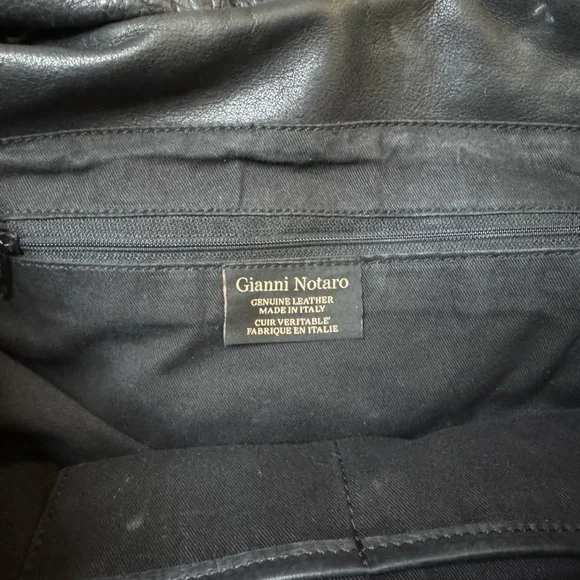 Gianni Notaro
GENUINE LEATHER
MADE IN ITALY
CUIR VERITABLE
FABRIQUE EN ITALIE